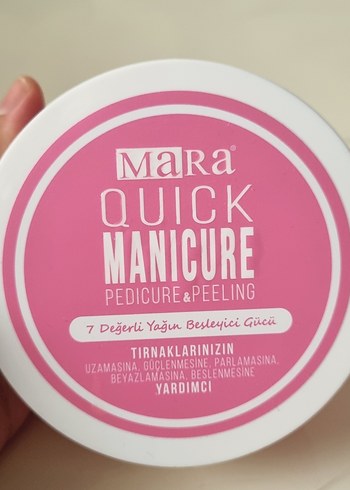 MaRa®
QUICK
MANICURE
PEDICURE & PEELING
7 Değerli Yağın Besleyici Gücü
TIRNAKLARINIZIN
UZAMASINA, GÜÇLENMESİNE, PARLAMASINA,
BEYAZLAMASINA, BESLENMESİNE
YARDIMCI